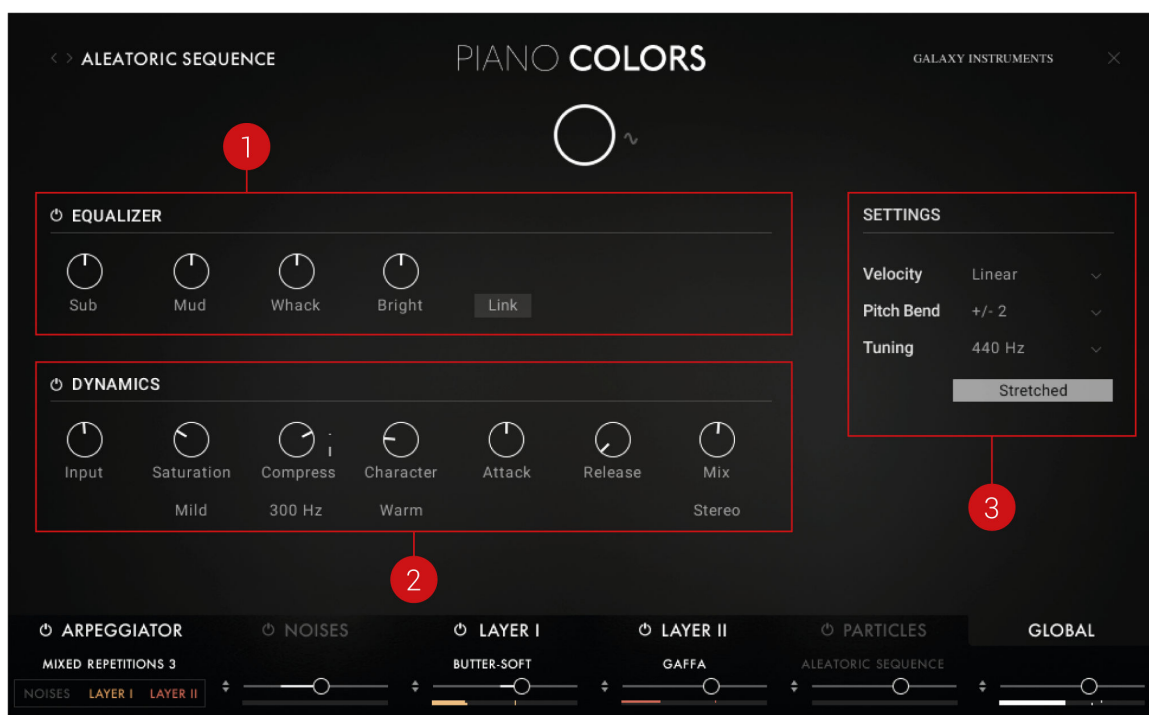 < > ALEATORIC SEQUENCE PIANO COLORS GALAXY INSTRUMENTS ×
1
EQUALIZER
Sub Mud Whack Bright Link
SETTINGS
Velocity Linear
Pitch Bend +/- 2
Tuning 440 Hz
Stretched
DYNAMICS
Input Saturation Compress Character Attack Release Mix
Mild 300 Hz Warm Stereo
3
2
ARPEGGIATOR NOISES LAYER I LAYER II PARTICLES GLOBAL
MIXED REPETITIONS 3 BUTTER-SOFT GAFFA ALEATORIC SEQUENCE
NOISES LAYER I LAYER II